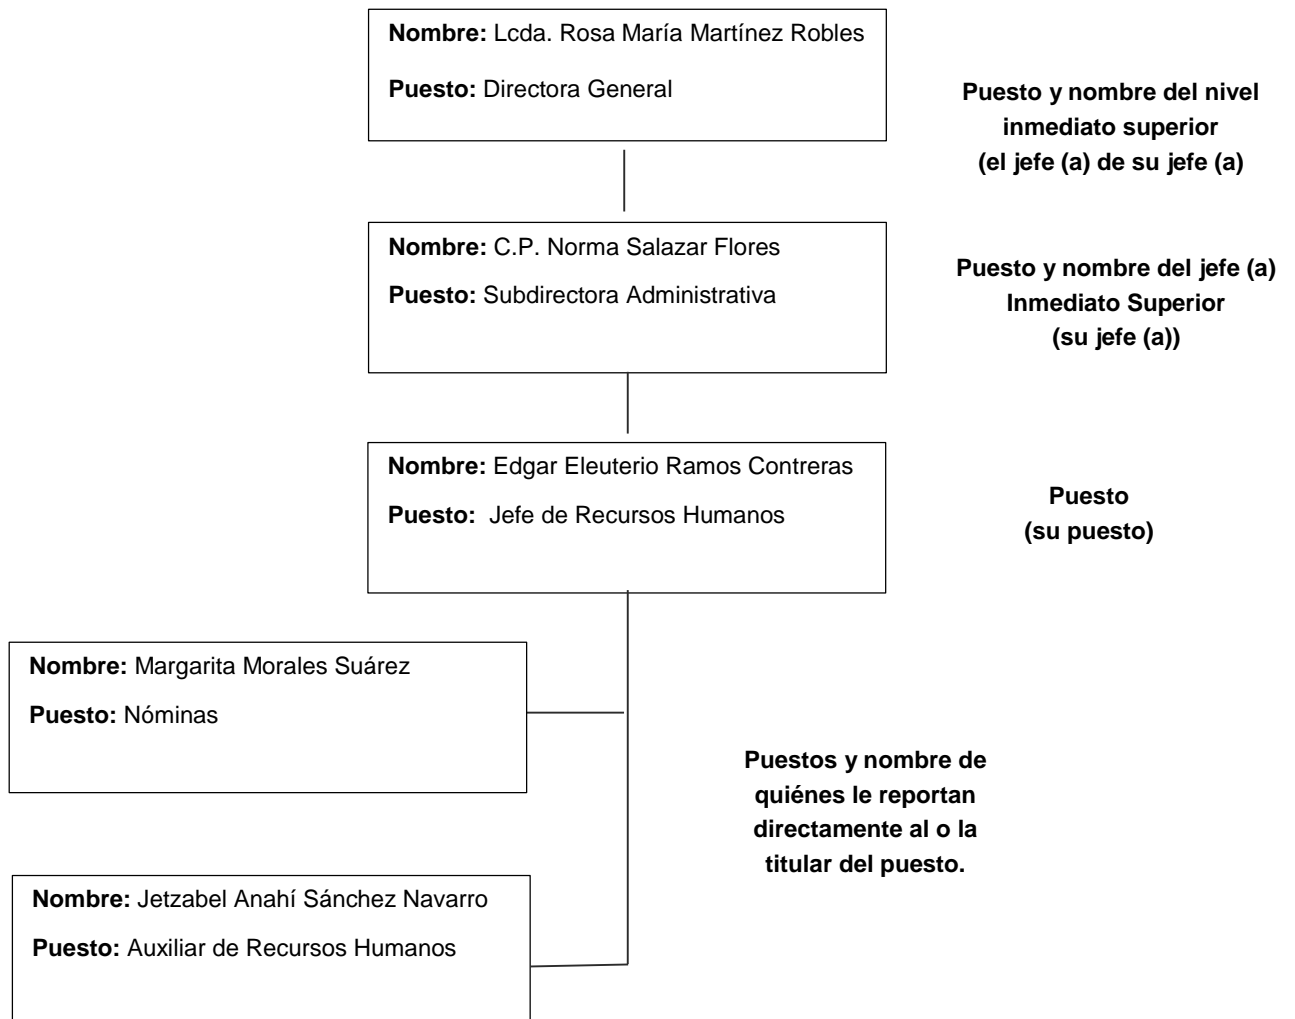 Nombre: Lcda. Rosa María Martínez Robles
Puesto: Directora General
Puesto y nombre del nivel
inmediato superior
(el jefe (a) de su jefe (a)
Nombre: C.P. Norma Salazar Flores
Puesto: Subdirectora Administrativa
Puesto y nombre del jefe (a)
Inmediato Superior
(su jefe (a))
Nombre: Edgar Eleuterio Ramos Contreras
Puesto: Jefe de Recursos Humanos
Puesto
(su puesto)
Nombre: Margarita Morales Suárez
Puesto: Nóminas
Puestos y nombre de
quiénes le reportan
directamente al o la
titular del puesto.
Nombre: Jetzabel Anahí Sánchez Navarro
Puesto: Auxiliar de Recursos Humanos